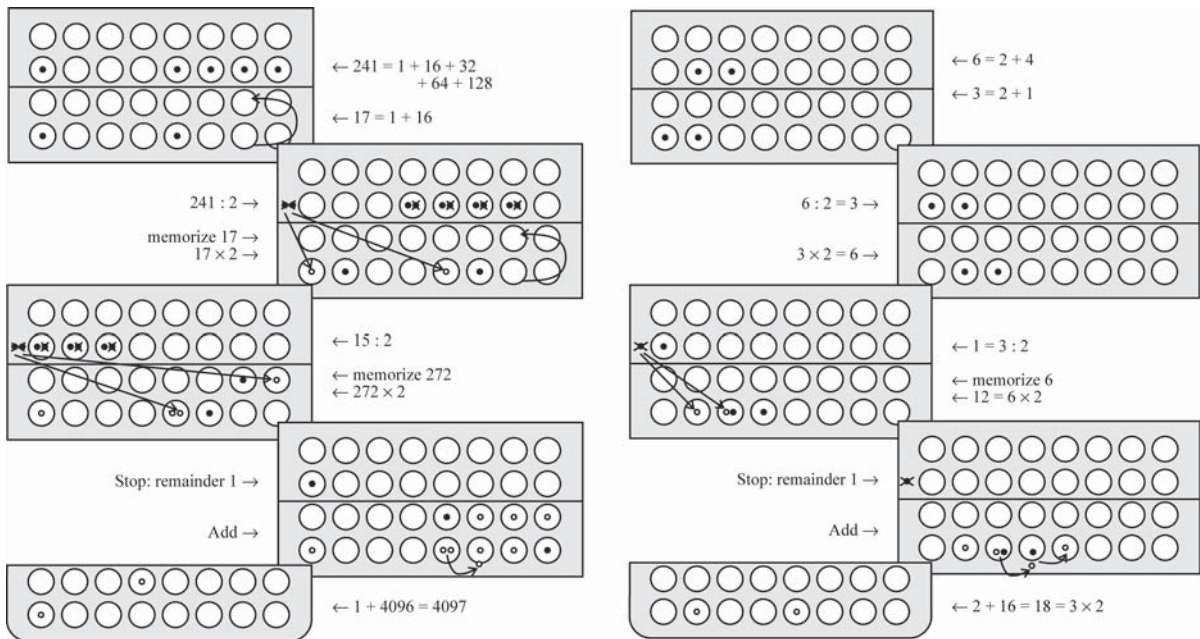 ← 241 = 1 + 16 + 32
+ 64 + 128
← 17 = 1 + 16
241 : 2 →
memorize 17 →
17 × 2 →
← 15 : 2
← memorize 272
← 272 × 2
Stop: remainder 1 →
Add →
← 1 + 4096 = 4097
← 6 = 2 + 4
← 3 = 2 + 1
6 : 2 = 3 →
3 × 2 = 6 →
← 1 = 3 : 2
← memorize 6
← 12 = 6 × 2
Stop: remainder 1 →
Add →
← 2 + 16 = 18 = 3 × 2